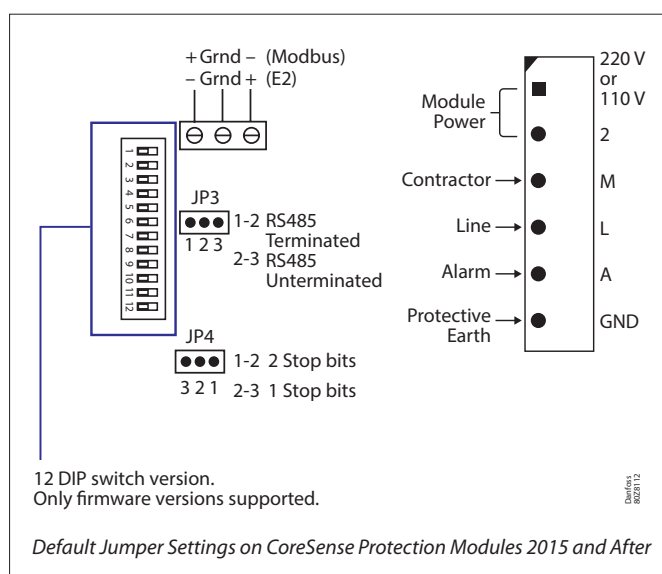 + Grnd – (Modbus)
– Grnd + (E2)
1
2
3
4
5
6
7
8
9
10
11
12
JP3
1 2 3
1-2 RS485
Terminated
2-3 RS485
Unterminated
JP4
3 2 1
1-2 2 Stop bits
2-3 1 Stop bits
12 DIP switch version.
Only firmware versions supported.
Module
Power
220 V
or
110 V
2
Contractor
M
Line
L
Alarm
A
Protective
Earth
GND
Danfoss
80Z8112
Default Jumper Settings on CoreSense Protection Modules 2015 and After